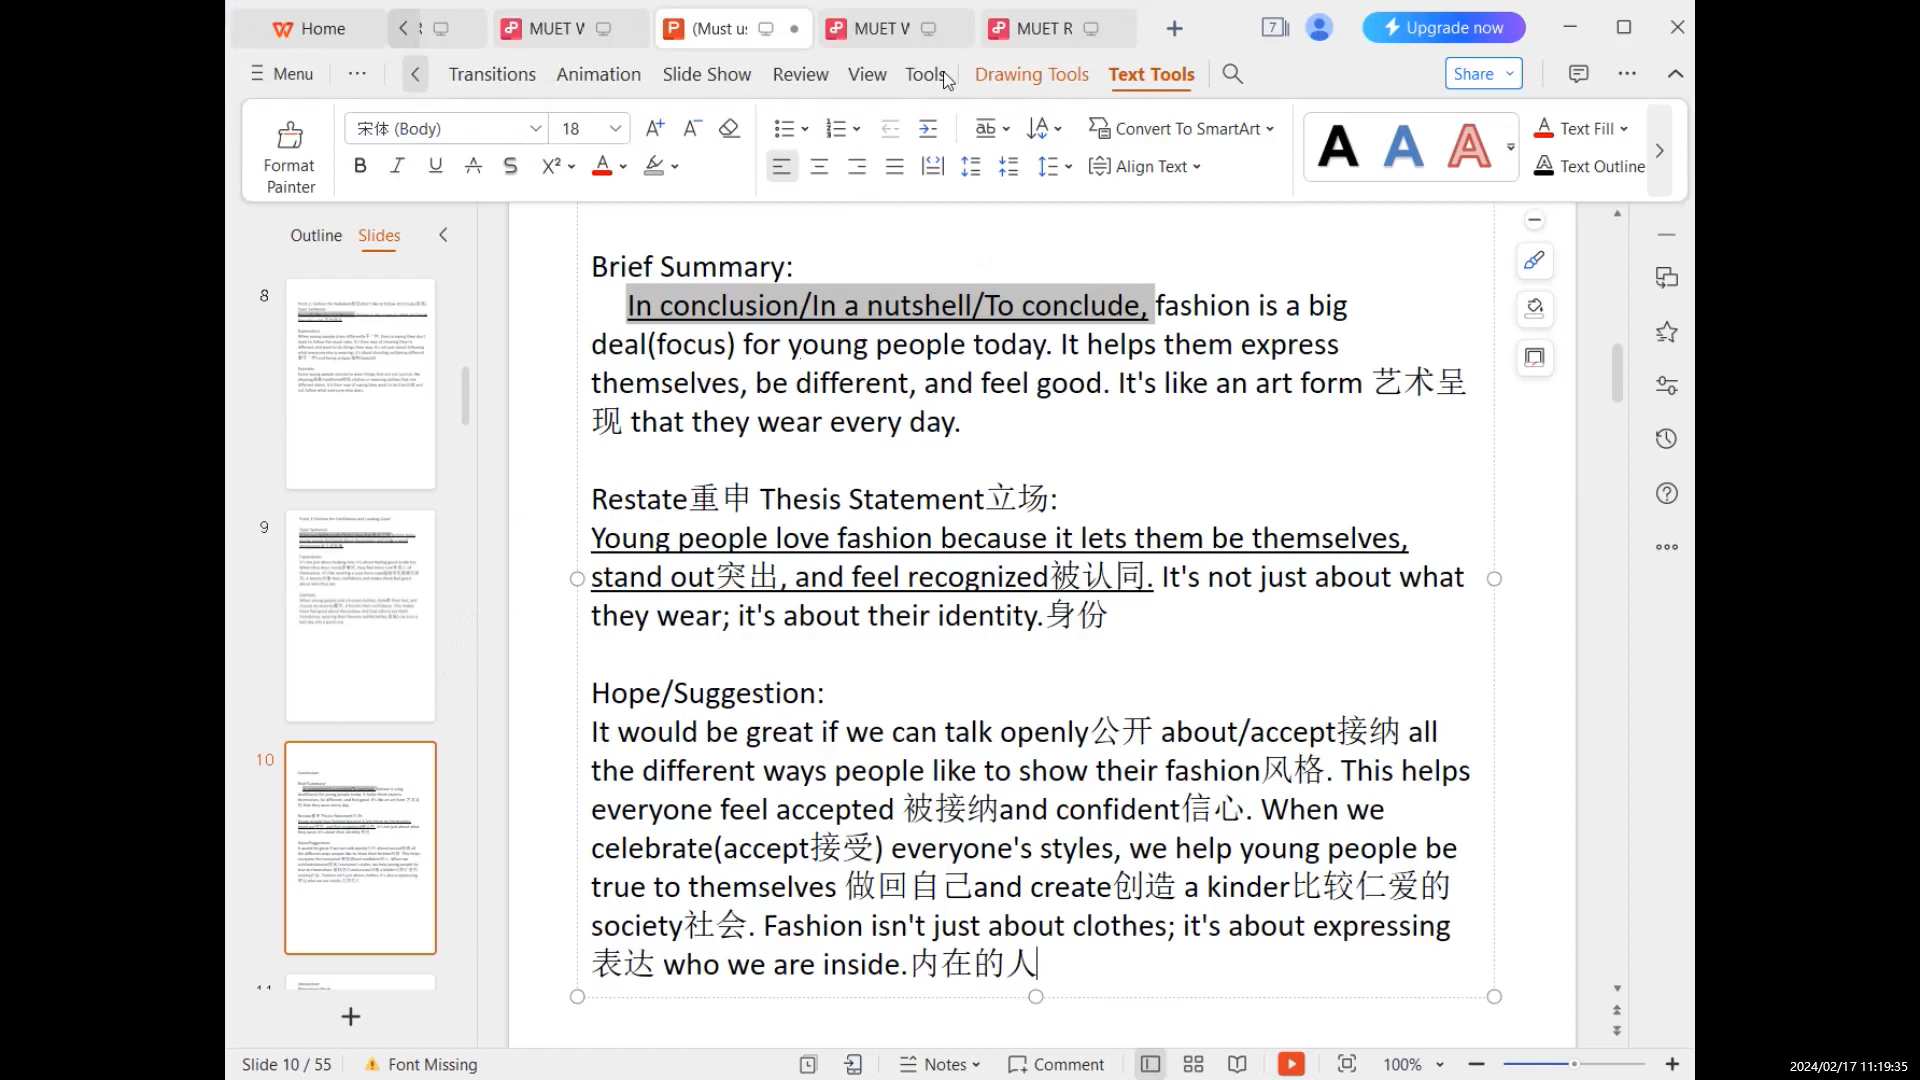 Home
MUET V
(Must u:
MUET V
MUET R
7
Upgrade now
Menu
Transitions
Animation
Slide Show
Review
View
Tools
Drawing Tools
Text Tools
Share
Format Painter
宋体 (Body)
18
Convert To SmartArt
Text Fill
Align Text
Text Outline
Outline
Slides
8
9
10
Brief Summary:
In conclusion/In a nutshell/To conclude, fashion is a big
deal(focus) for young people today. It helps them express
themselves, be different, and feel good. It's like an art form 艺术呈
现 that they wear every day.
Restate重申 Thesis Statement立场:
Young people love fashion because it lets them be themselves,
stand out突出, and feel recognized被认同. It's not just about what
they wear; it's about their identity.身份
Hope/Suggestion:
It would be great if we can talk openly公开 about/accept接纳 all
the different ways people like to show their fashion风格. This helps
everyone feel accepted 被接纳and confident信心. When we
celebrate(accept接受) everyone's styles, we help young people be
true to themselves 做回自己and create创造 a kinder比较仁爱的
society社会. Fashion isn't just about clothes; it's about expressing
表达 who we are inside.内在的人
Slide 10 / 55
Font Missing
Notes
Comment
100%
2024/02/17 11:19:35